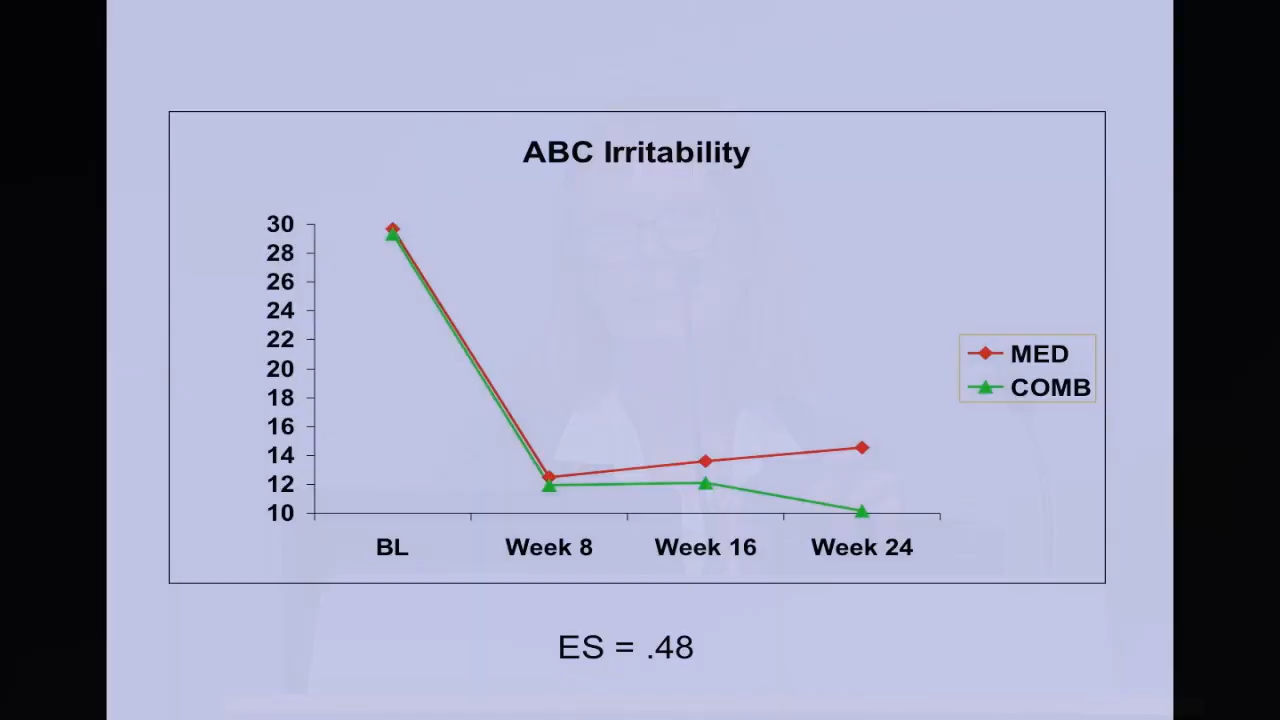 ABC Irritability
30
28
26
24
22
20
18
16
14
12
10
BL Week 8 Week 16 Week 24
MED
COMB
ES = .48